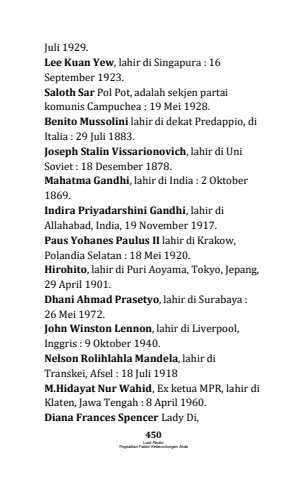 Juli 1929.
Lee Kuan Yew, lahir di Singapura : 16
September 1923.
Saloth Sar Pol Pot, adalah sekjen partai
komunis Campuchea : 19 Mei 1928.
Benito Mussolini lahir di dekat Predappio, di
Italia : 29 Juli 1883.
Joseph Stalin Vissarionovich, lahir di Uni
Soviet : 18 Desember 1878.
Mahatma Gandhi, lahir di India : 2 Oktober
1869.
Indira Priyadarshini Gandhi, lahir di
Allahabad, India, 19 November 1917.
Paus Yohanes Paulus II lahir di Krakow,
Polandia Selatan : 18 Mei 1920.
Hirohito, lahir di Puri Aoyama, Tokyo, Jepang,
29 April 1901.
Dhani Ahmad Prasetyo, lahir di Surabaya :
26 Mei 1972.
John Winston Lennon, lahir di Liverpool,
Inggris : 9 Oktober 1940.
Nelson Rolihlahla Mandela, lahir di
Transkei, Afsel : 18 Juli 1918
M.Hidayat Nur Wahid, Ex ketua MPR, lahir di
Klaten, Jawa Tengah : 8 April 1960.
Diana Frances Spencer Lady Di,
450
Luck Factor
Tingkatkan Faktor Keberuntungan Anda